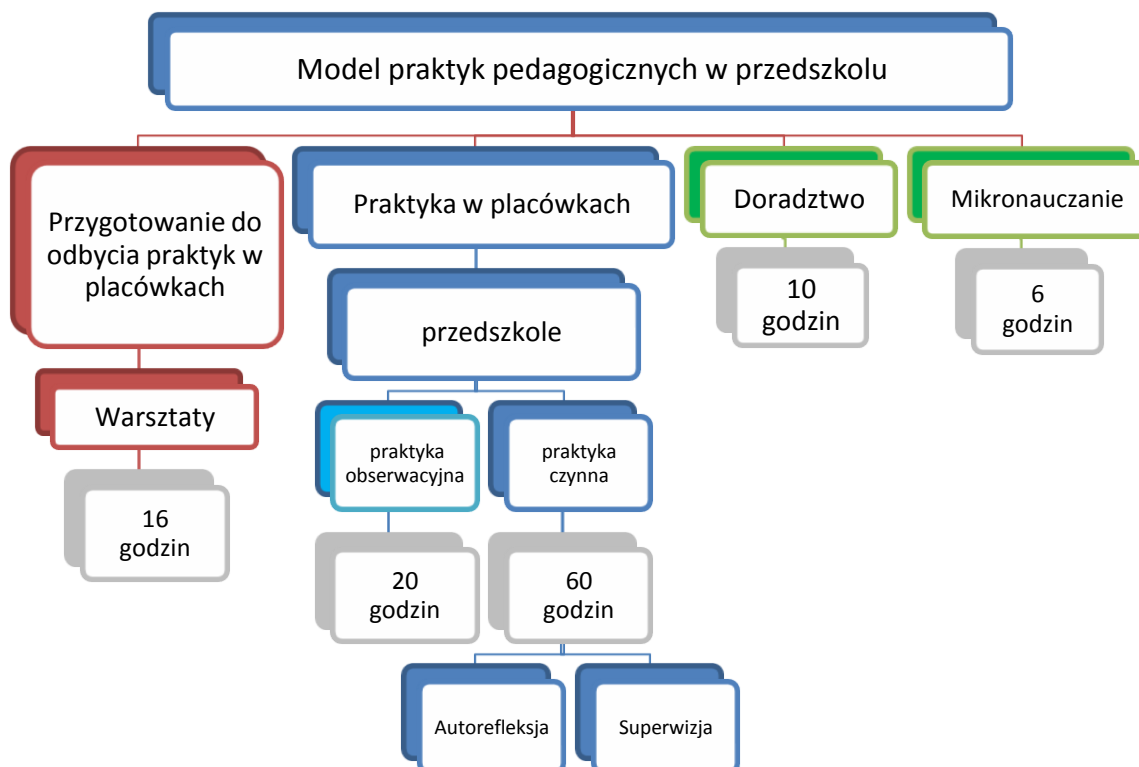 Model praktyk pedagogicznych w przedszkolu
Przygotowanie do
odbycia praktyk w
placówkach
Praktyka w placówkach
Doradztwo
Mikronauczanie
10
godzin
6
godzin
przedszkole
Warsztaty
praktyka
obserwacyjna
praktyka
czynna
16
godzin
20
godzin
60
godzin
Autorefleksja
Superwizja